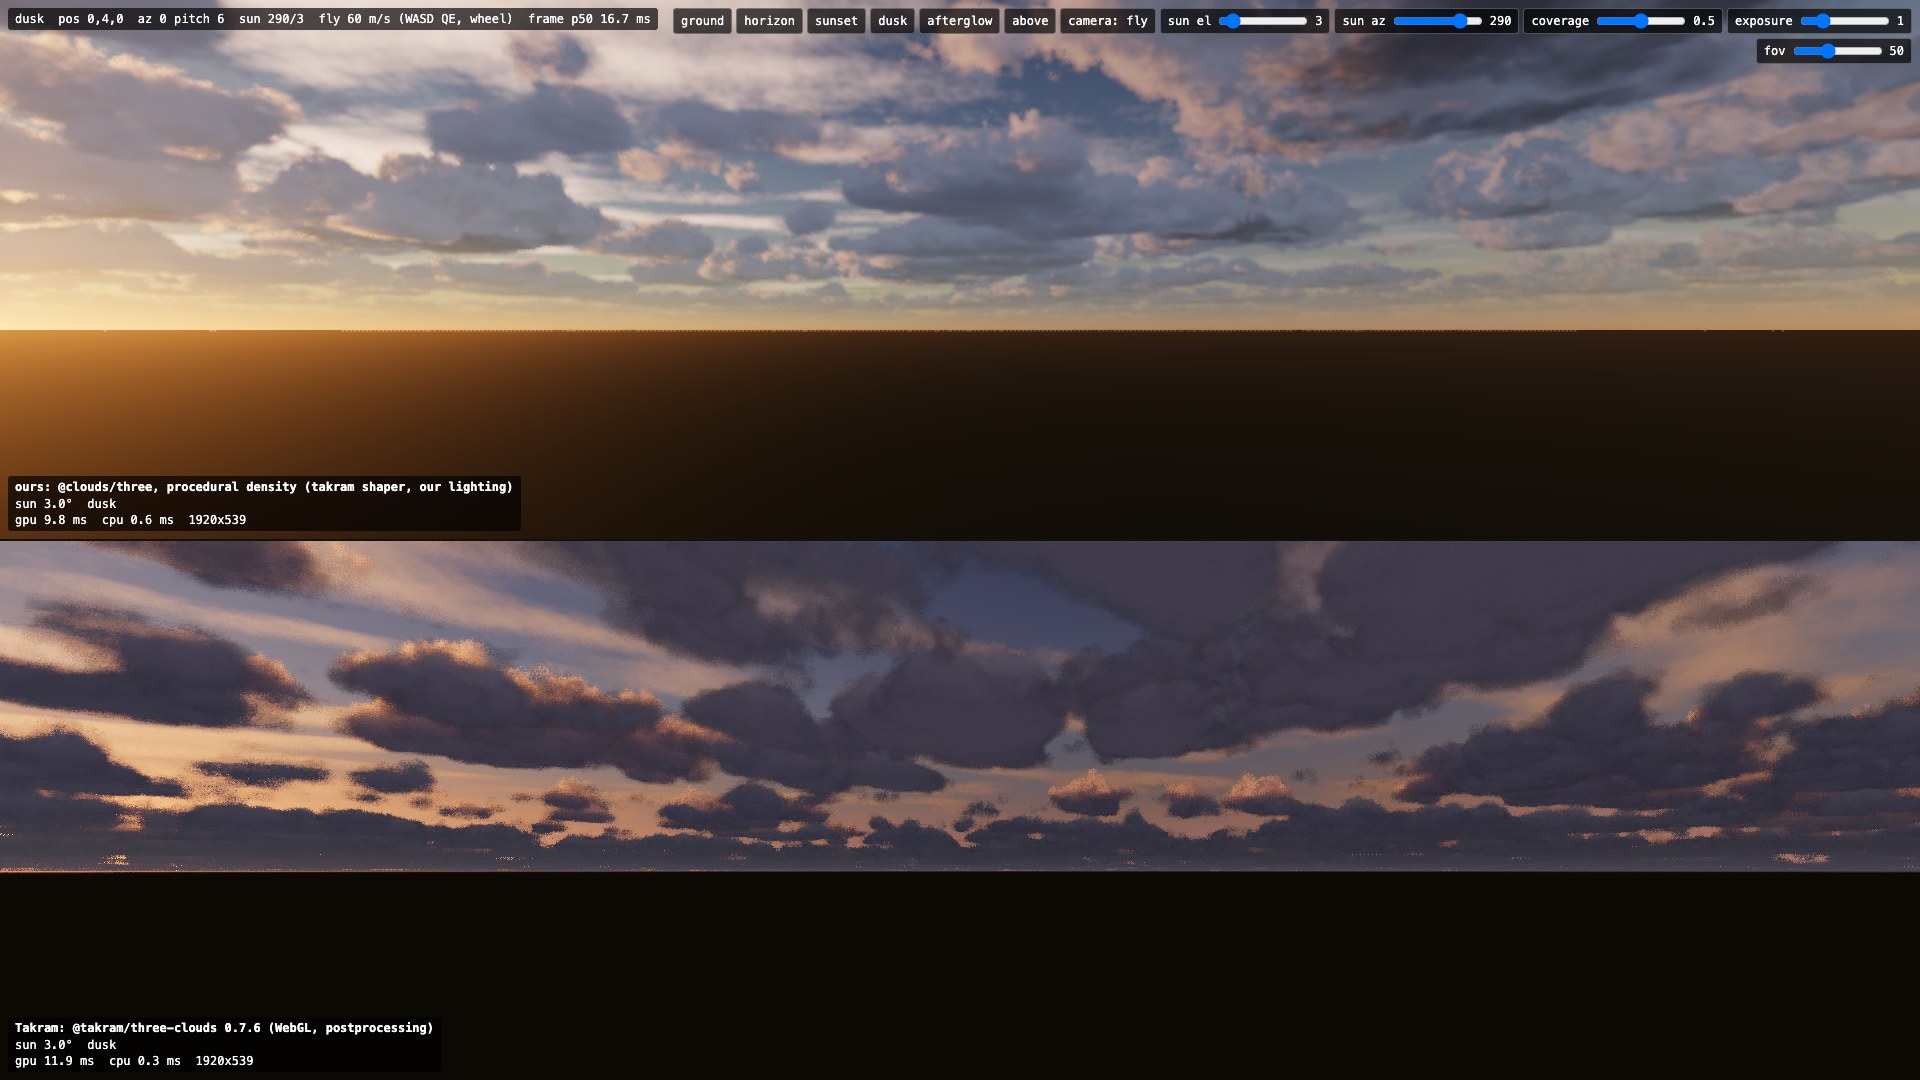 dusk pos 0,4,0 az 0 pitch 6 sun 290/3 fly 60 m/s (WASD QE, wheel) frame p50 16.7 ms
ground horizon sunset dusk afterglow above camera: fly sun el 3 sun az 290 coverage 0.5 exposure 1
fov 50
ours: @clouds/three, procedural density (takram shaper, our lighting)
sun 3.0° dusk
gpu 9.8 ms cpu 0.6 ms 1920x539
Takram: @takram/three-clouds 0.7.6 (WebGL, postprocessing)
sun 3.0° dusk
gpu 11.9 ms cpu 0.3 ms 1920x539